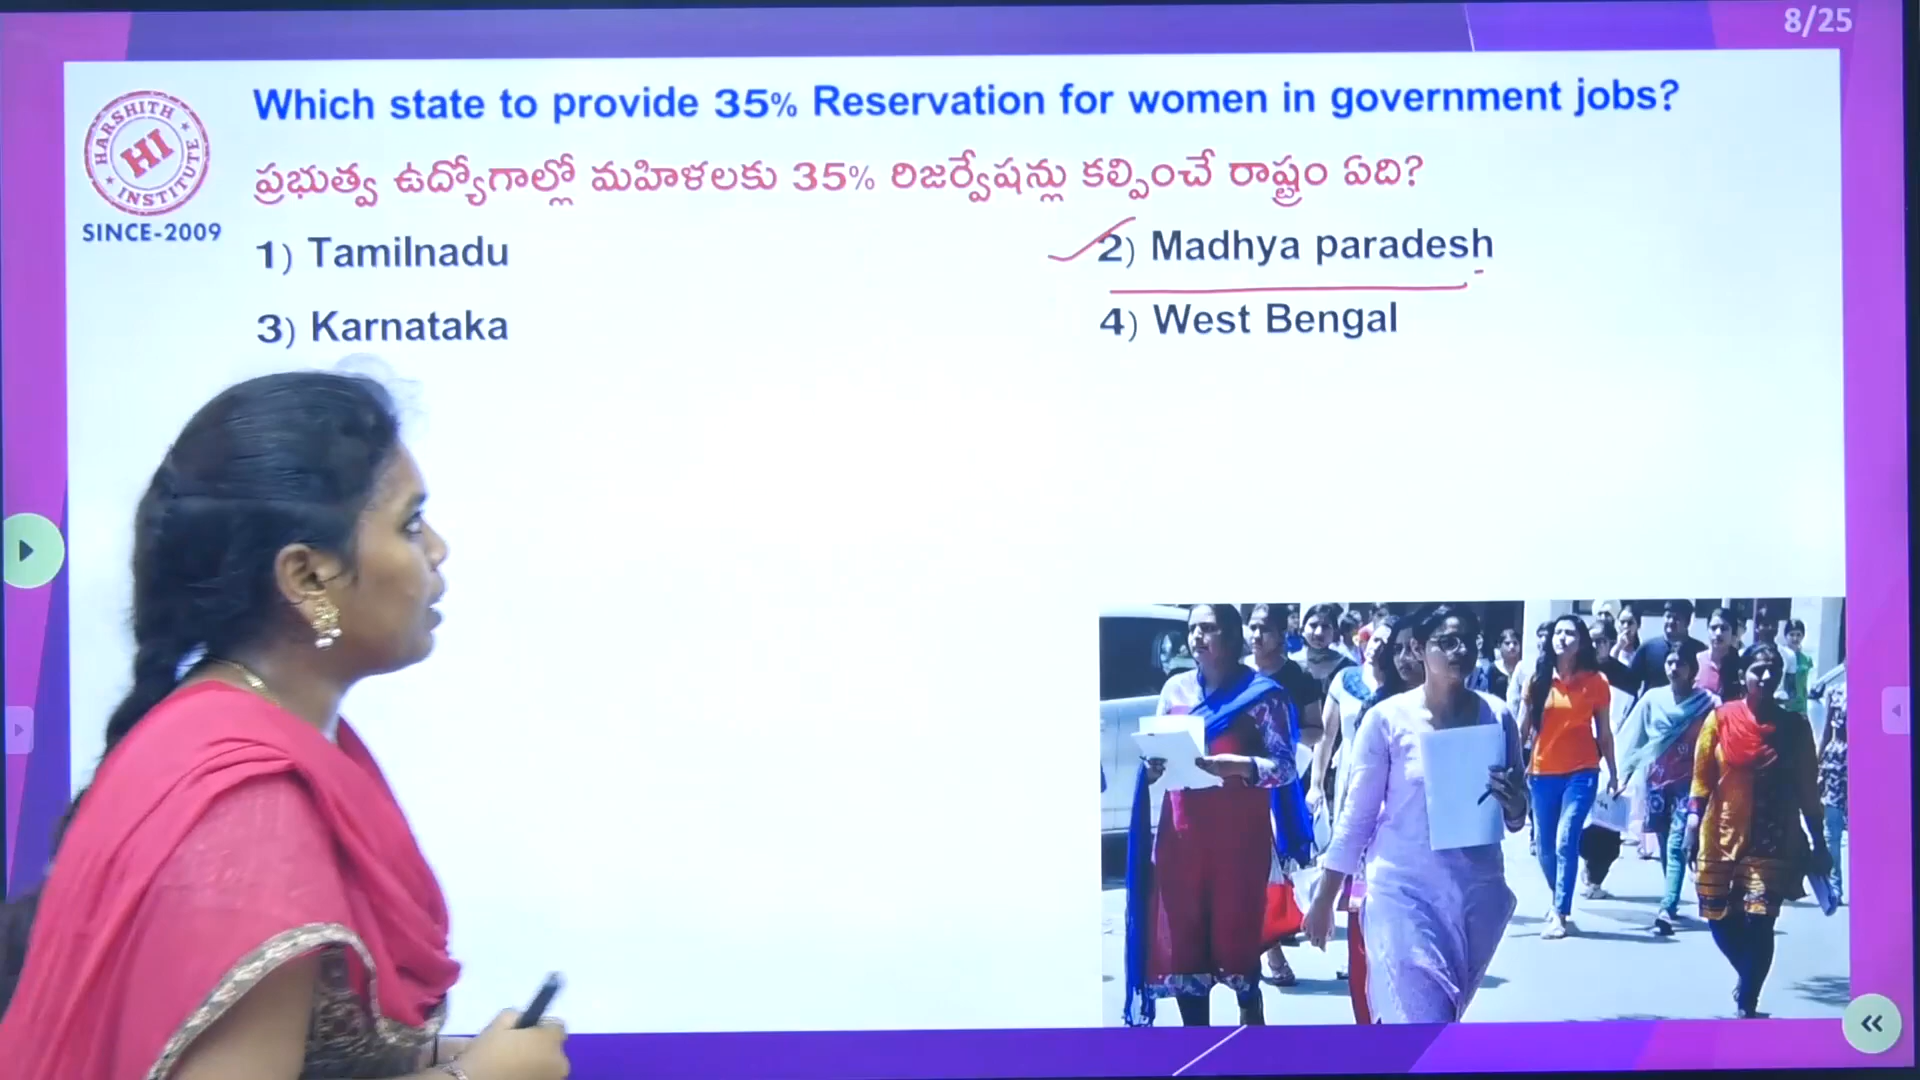 8/25
Which state to provide 35% Reservation for women in government jobs?
ప్రభుత్వ ఉద్యోగాల్లో మహిళలకు 35% రిజర్వేషన్లు కల్పించే రాష్ట్రం ఏది?
HARSHITH
HI
INSTITUTE
SINCE-2009
1) Tamilnadu
2) Madhya paradesh
3) Karnataka
4) West Bengal